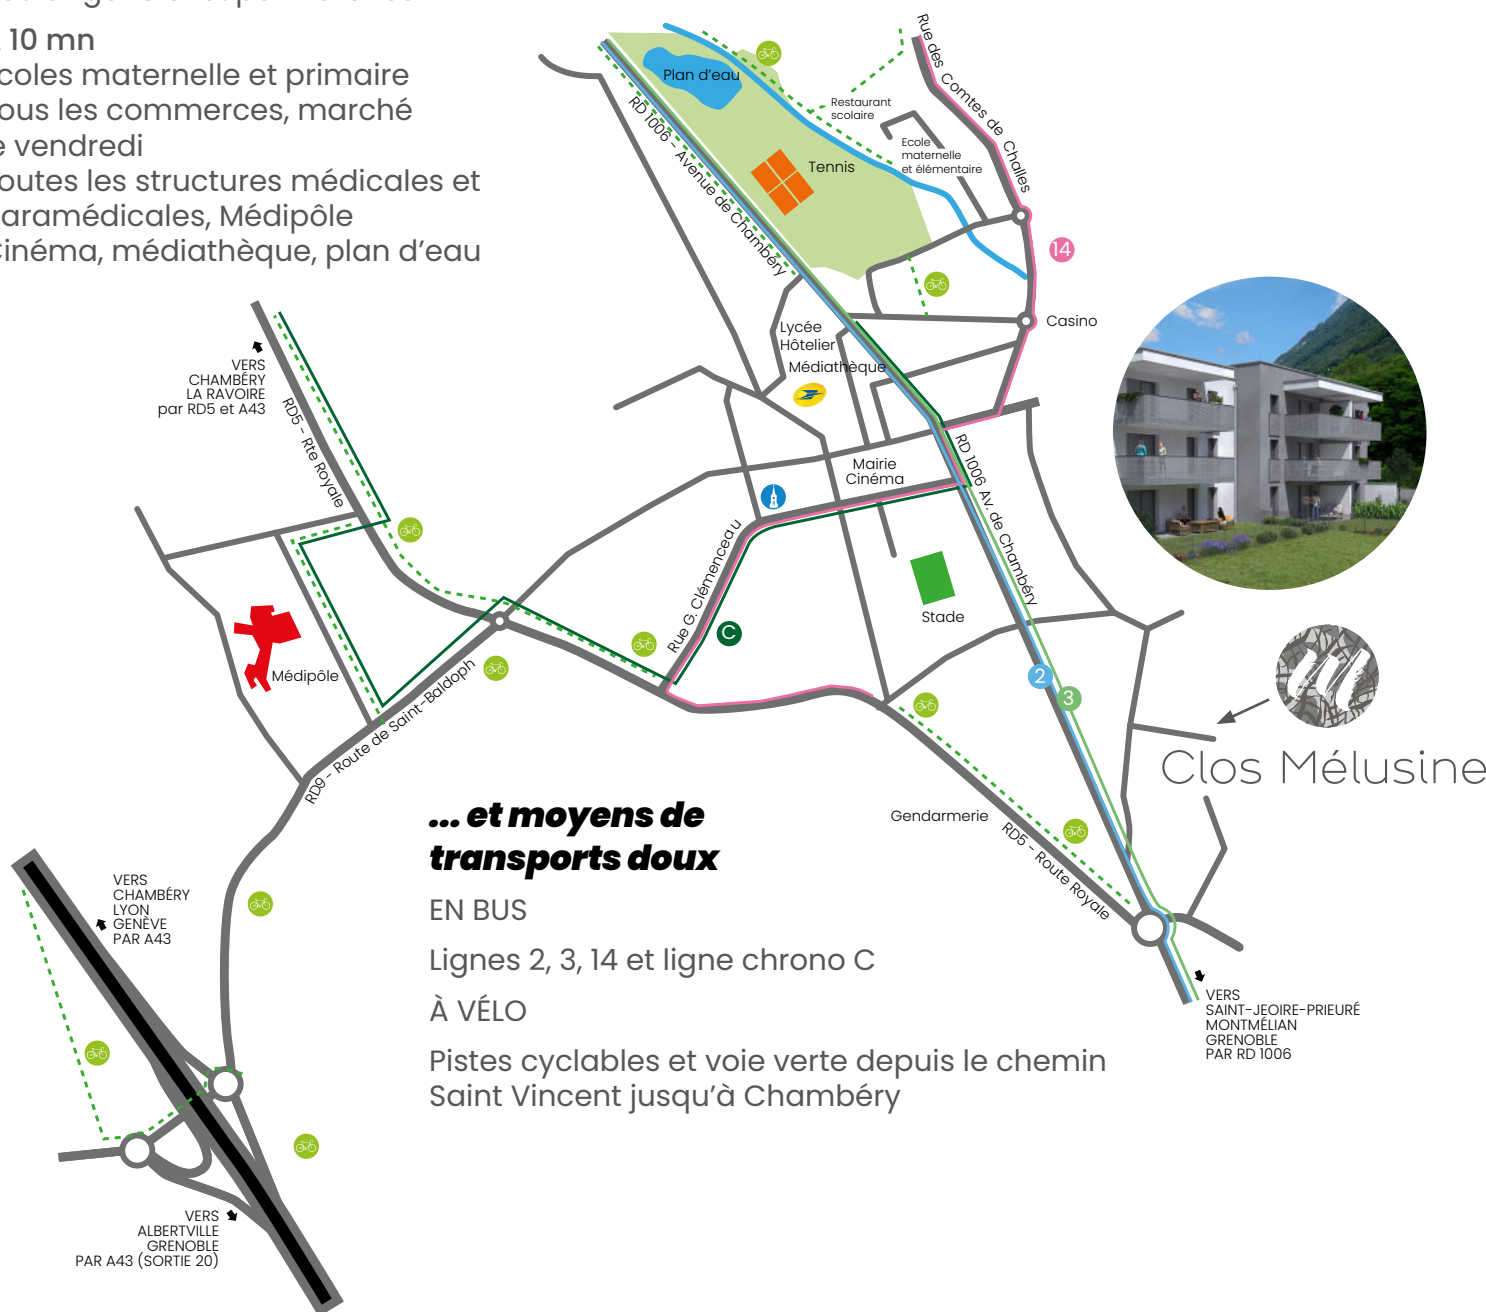 10 mn
coles maternelle et primaire
ous les commerces, marché
e vendredi
outes les structures médicales et
aramédicales, Médipôle
inéma, médiathèque, plan d’eau
Plan d’eau
Rue des Comtes de Challes
Restaurant
scolaire
Ecole
maternelle
et élémentaire
RD 1006 - Avenue de Chambéry
Tennis
14
Casino
Lycée
Hôtelier
Médiathèque
VERS
CHAMBÉRY
LA RAVOIRE
par RD5 et A43
RD5 - Rte Royale
Mairie
Cinéma
RD 1006 Av. de Chambéry
Rue G. Clémenceau
Stade
C
Médipôle
RD9 - Route de Saint-Baldoph
2
3
Clos Mélusine
Gendarmerie
RD5 - Route Royale
... et moyens de
transports doux
EN BUS
Lignes 2, 3, 14 et ligne chrono C
À VÉLO
Pistes cyclables et voie verte depuis le chemin
Saint Vincent jusqu’à Chambéry
VERS
CHAMBÉRY
LYON
GENÈVE
PAR A43
VERS
SAINT-JEOIRE-PRIEURÉ
MONTMÉLIAN
GRENOBLE
PAR RD 1006
VERS
ALBERTVILLE
GRENOBLE
PAR A43 (SORTIE 20)